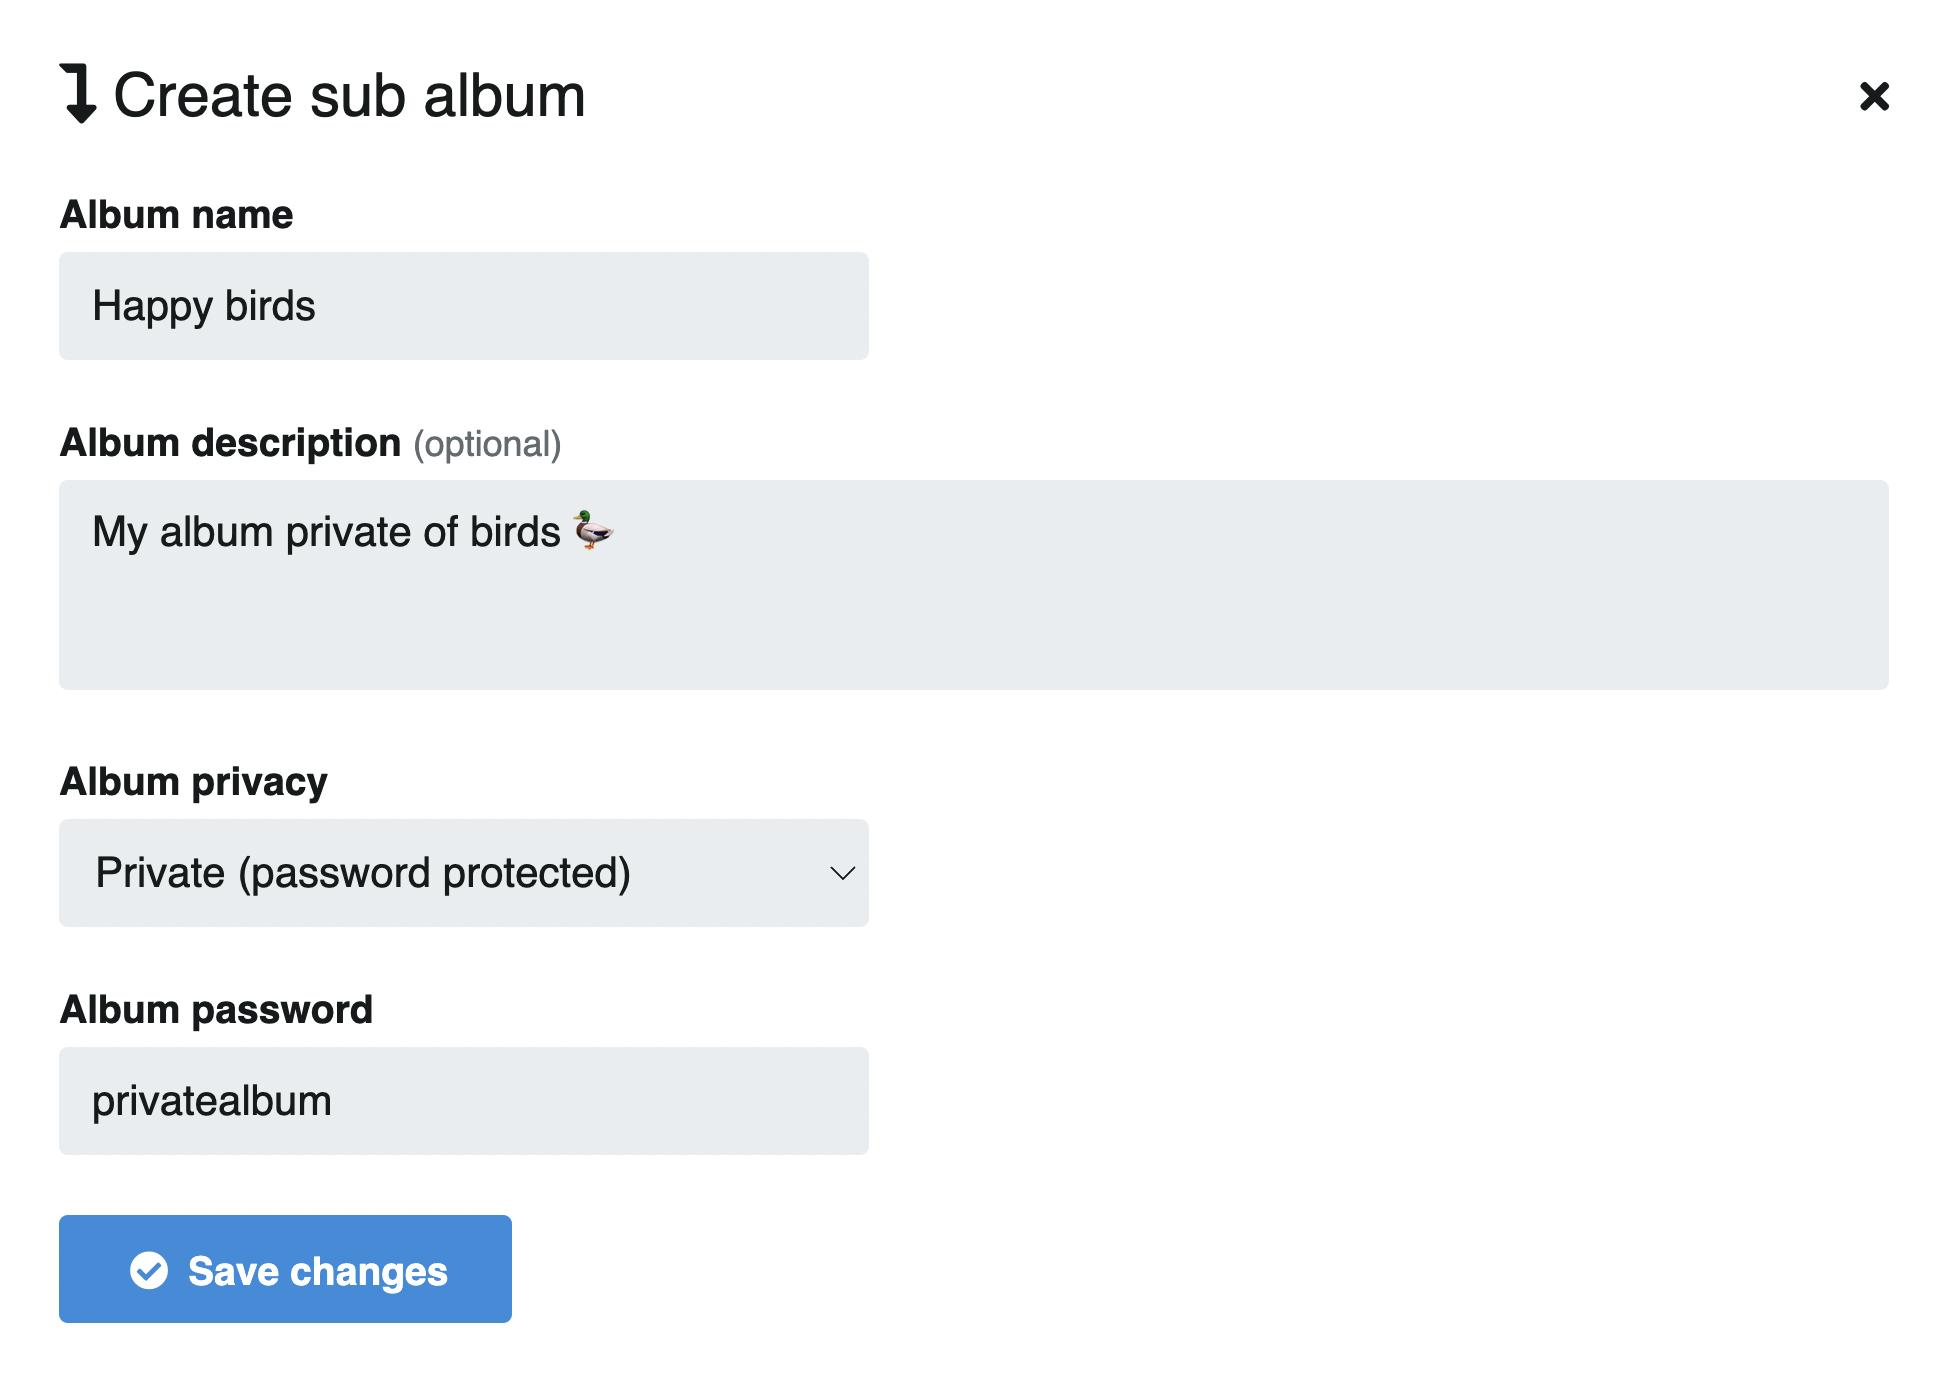 Create sub album
Album name
Happy birds
Album description (optional)
My album private of birds 🦆
Album privacy
Private (password protected)
Album password
privatealbum
Save changes